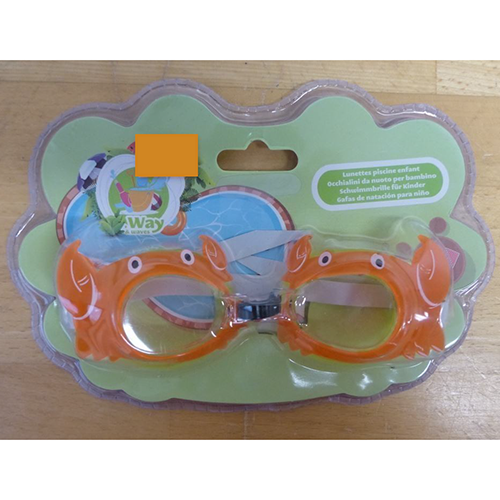 Way
Lunettes piscine enfant
Occhialini da nuoto per bambino
Schwimmbrille für Kinder
Gafas de natación para niño